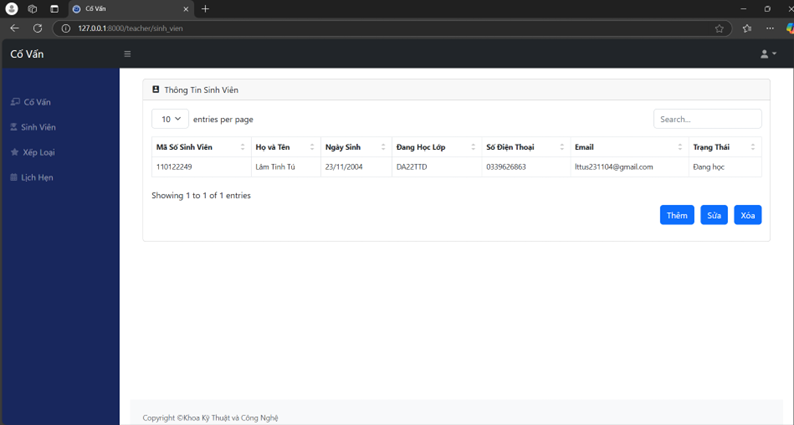 Cố Vấn
127.0.0.1:8000/teacher/sinh_vien
Cố Vấn
Cố Vấn
Sinh Viên
Xếp Loại
Lịch Hẹn
Thông Tin Sinh Viên
10 entries per page
Search...
Mã Số Sinh Viên Họ và Tên Ngày Sinh Đang Học Lớp Số Điện Thoại Email Trạng Thái
110122249 Lâm Tinh Tú 23/11/2004 DA22TTD 0339626863 lttus231104@gmail.com Đang học
Showing 1 to 1 of 1 entries
Thêm Sửa Xóa
Copyright ©Khoa Kỹ Thuật và Công Nghệ